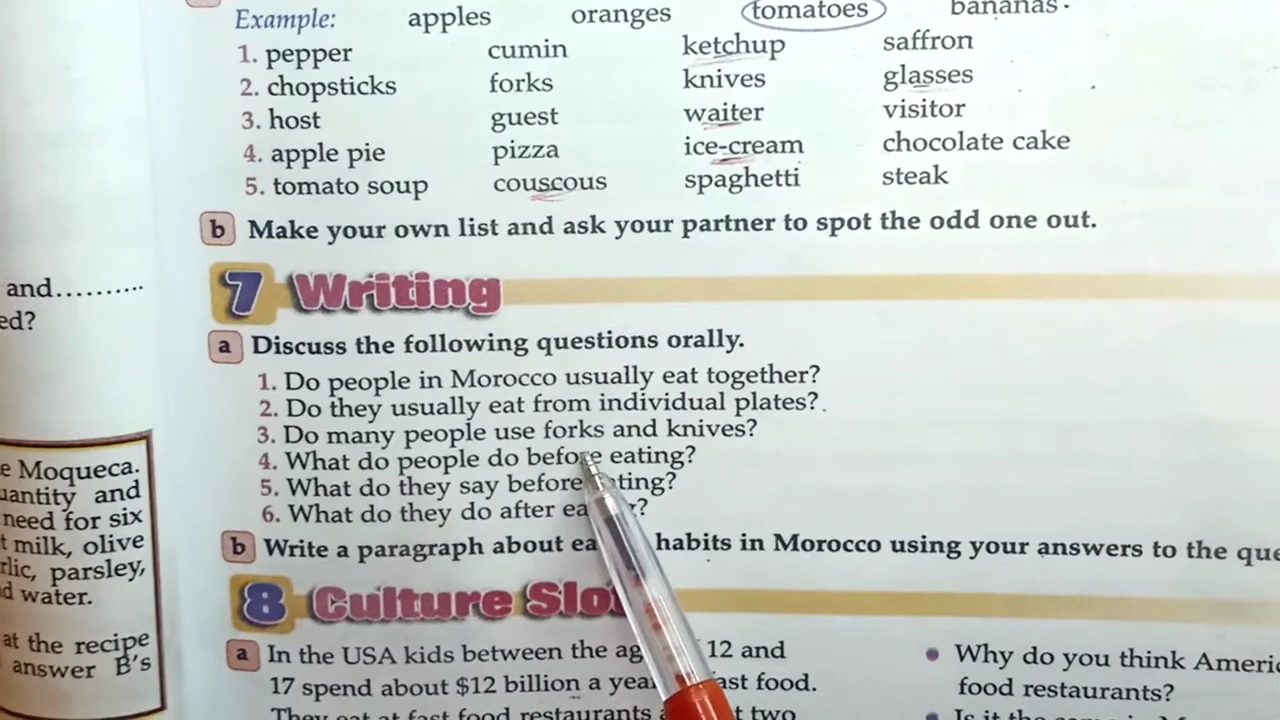 Example: apples oranges tomatoes bananas
1. pepper cumin ketchup saffron
2. chopsticks forks knives glasses
3. host guest waiter visitor
4. apple pie pizza ice-cream chocolate cake
5. tomato soup couscous spaghetti steak
b Make your own list and ask your partner to spot the odd one out.
and..........
ed?
7 Writing
a Discuss the following questions orally.
1. Do people in Morocco usually eat together?
2. Do they usually eat from individual plates?
3. Do many people use forks and knives?
4. What do people do before eating?
5. What do they say before
6. What do they do after
b Write a paragraph about habits in Morocco using your answers to the
e Moqueca.
uantity and
need for six
t milk, olive
rlic, parsley,
d water.
at the recipe
answer B's
8 Culture Slo
a In the USA kids between the 12 and
17 spend about $12 billion a food.
They eat at fast food restaurants two
Why do you think
food restaurants?
Is it the